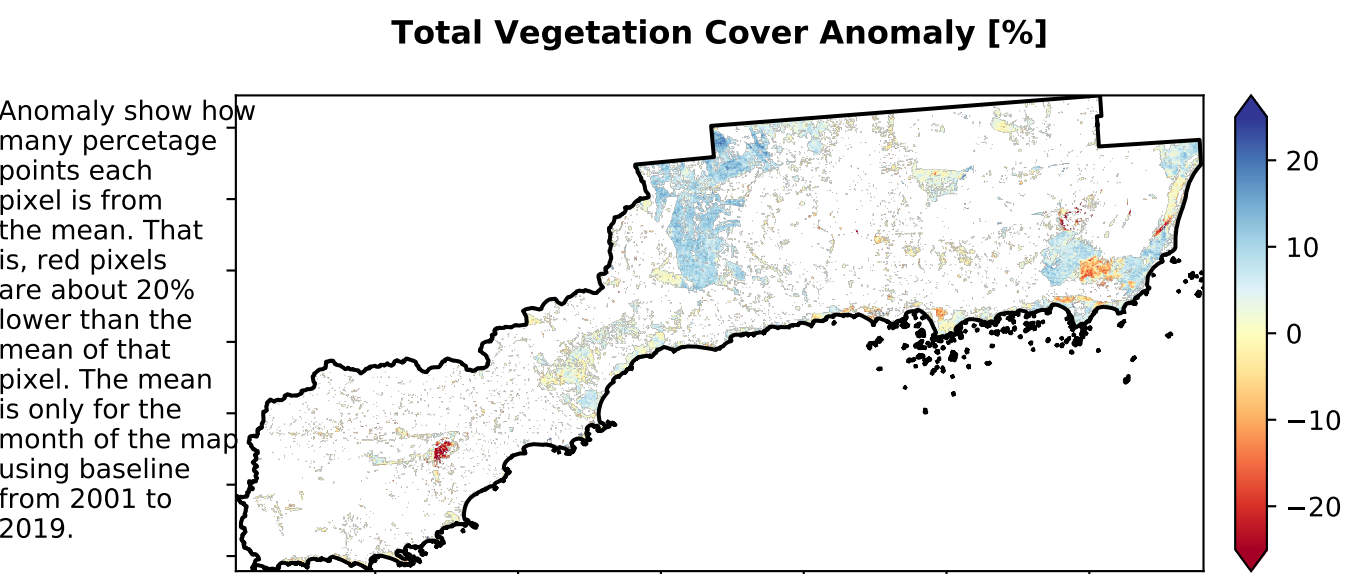 Total Vegetation Cover Anomaly [%]
Anomaly show how
many percetage
points each
pixel is from
the mean. That
is, red pixels
are about 20%
lower than the
mean of that
pixel. The mean
is only for the
month of the map
using baseline
from 2001 to
2019.
20
10
0
−10
−20